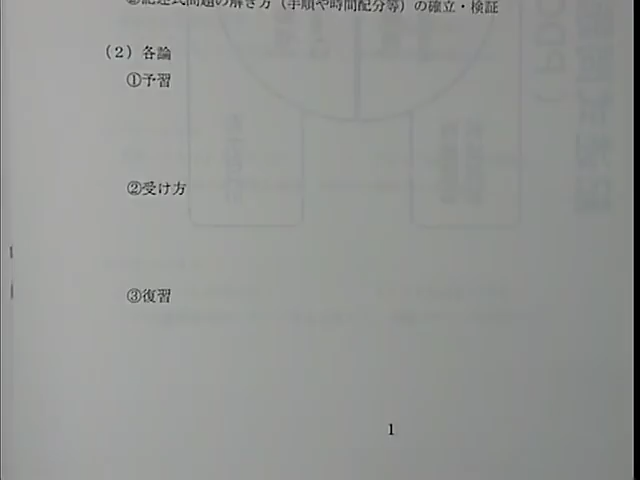 ②記述式問題の解き方（手順や時間配分等）の確立・検証
（2）各論
①予習
②受け方
③復習
1